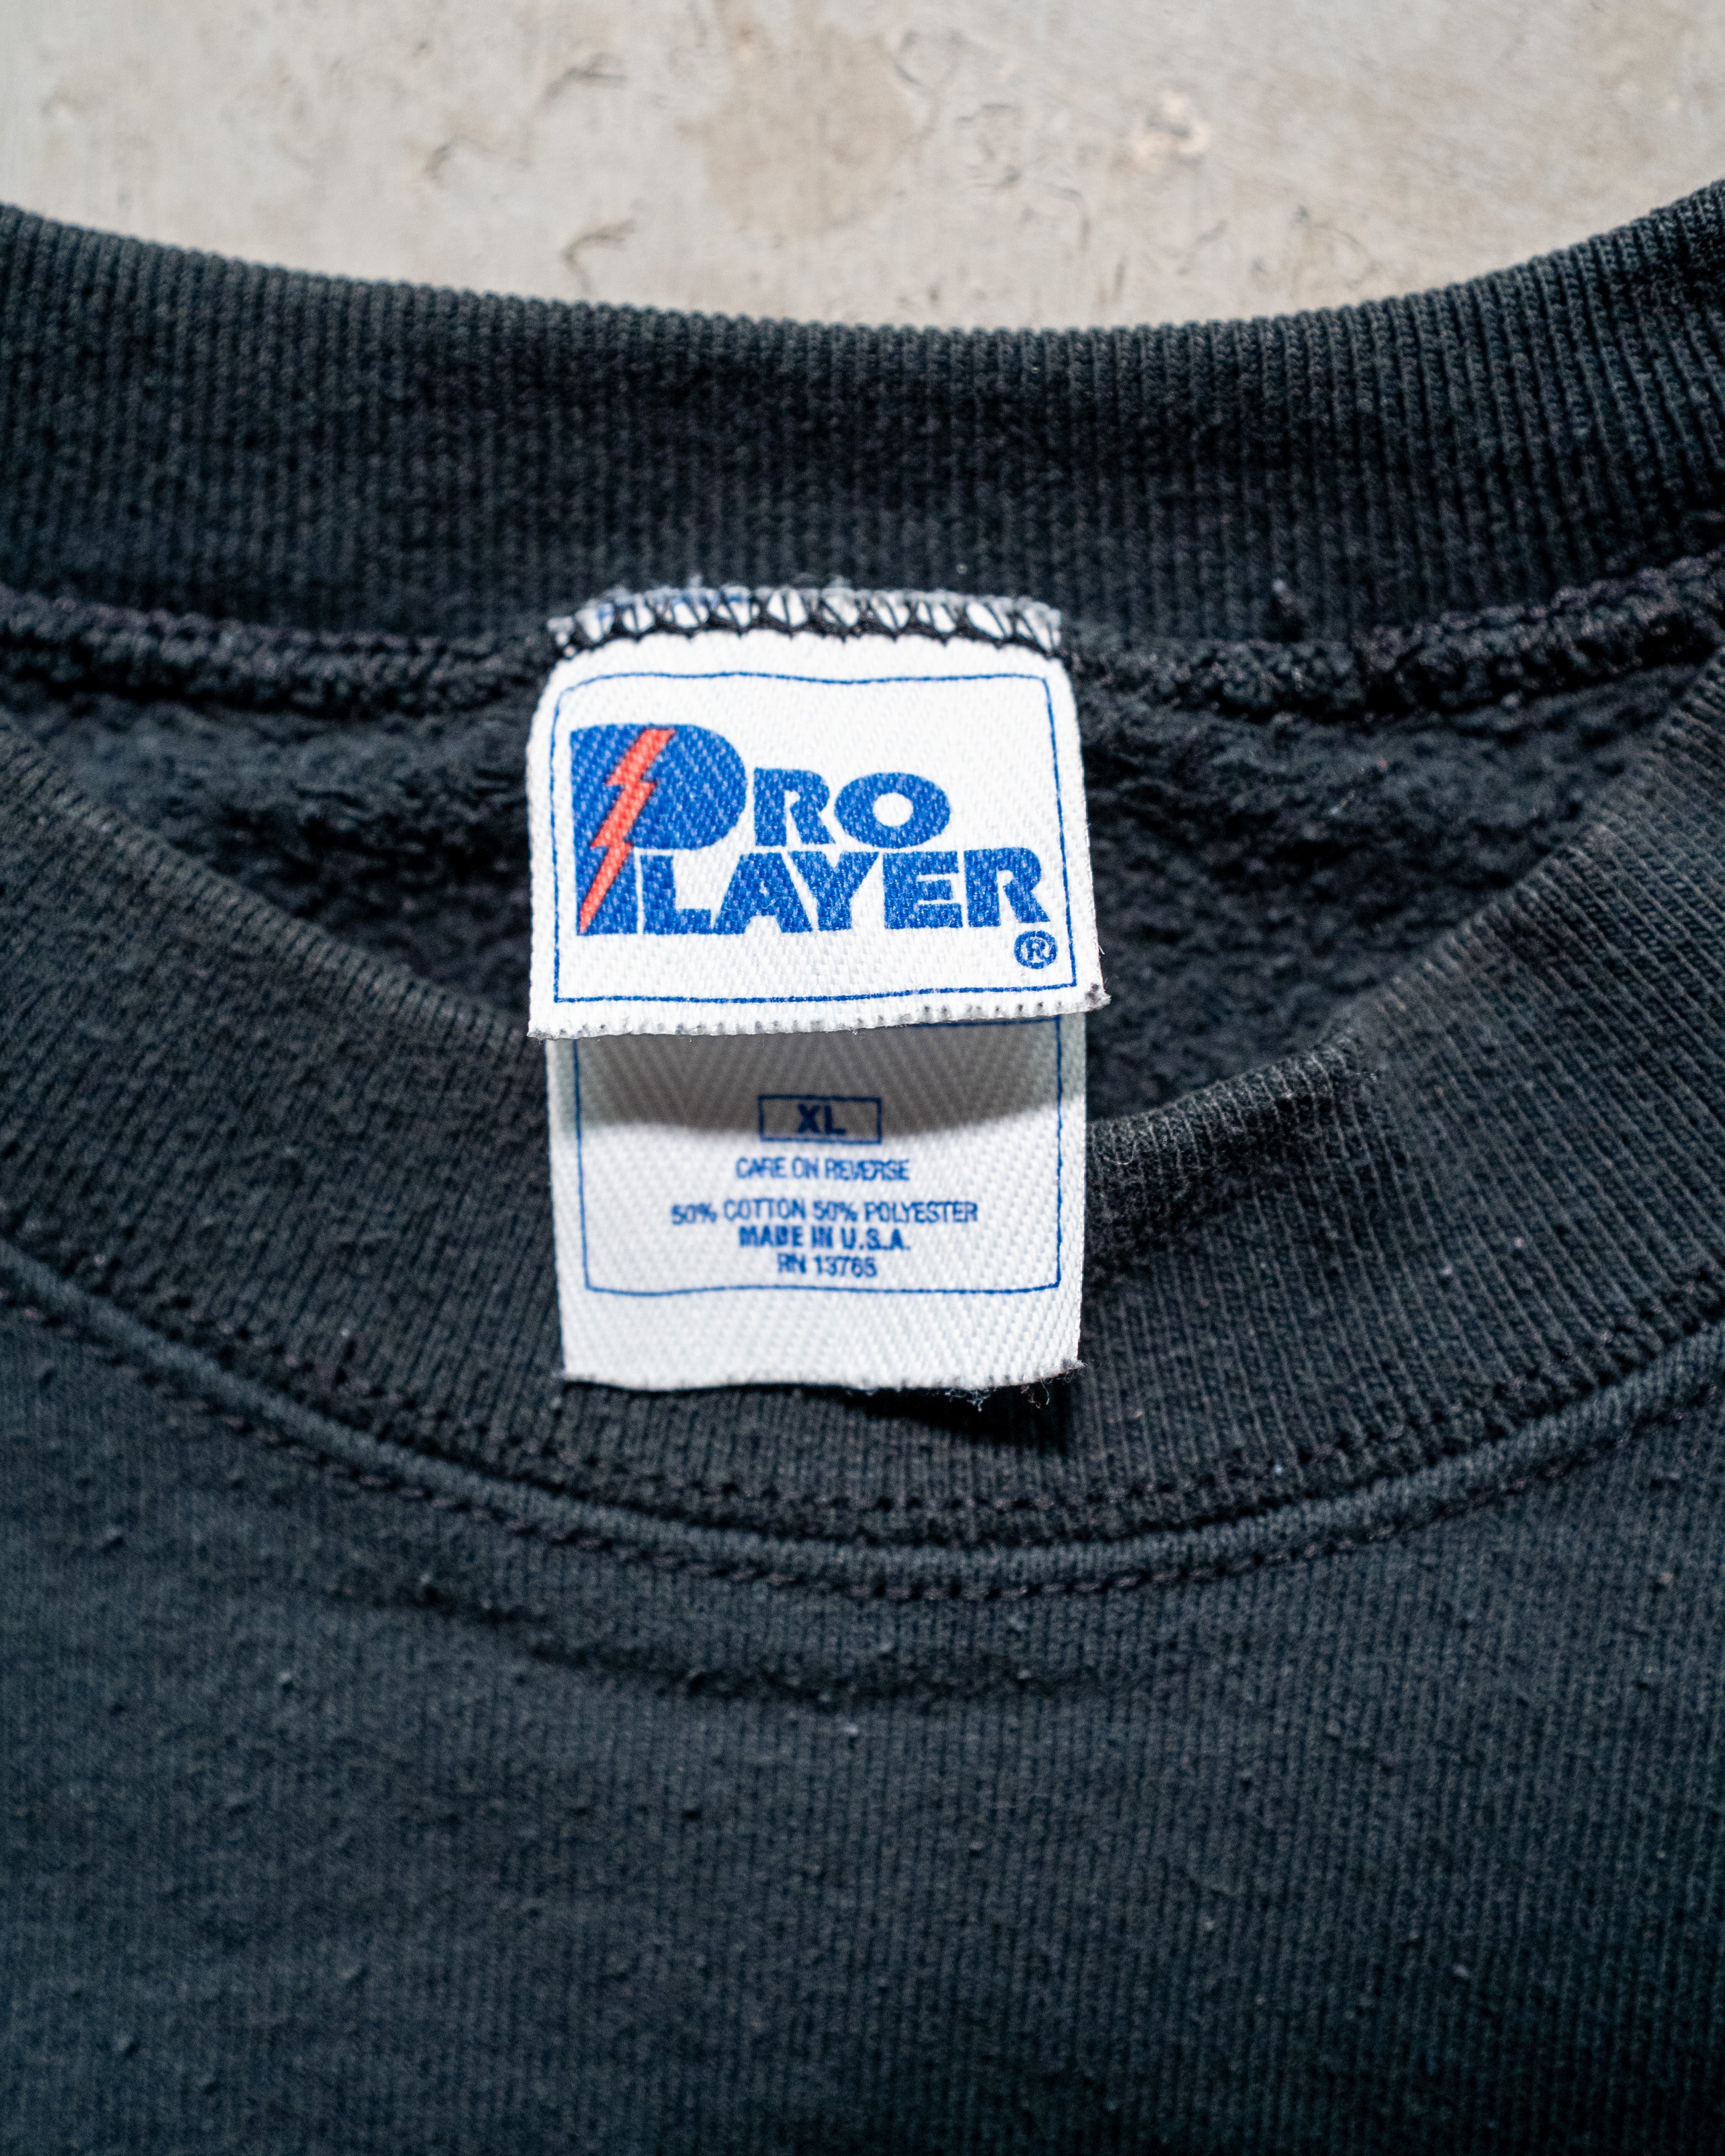 PRO
PLAYER
®
XL
CARE ON REVERSE
50% COTTON 50% POLYESTER
MADE IN U.S.A.
RN 13765